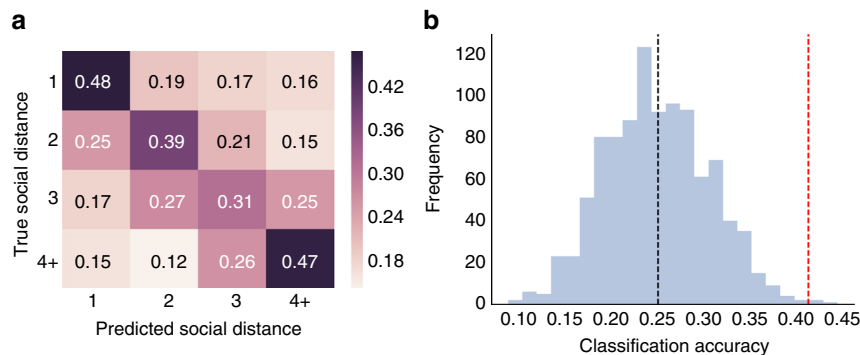 a
True social distance
1 0.48 0.19 0.17 0.16
2 0.25 0.39 0.21 0.15
3 0.17 0.27 0.31 0.25
4+ 0.15 0.12 0.26 0.47
1 2 3 4+
Predicted social distance
0.42
0.36
0.30
0.24
0.18
b
Frequency
120
100
80
60
40
20
0
0.10 0.15 0.20 0.25 0.30 0.35 0.40 0.45
Classification accuracy